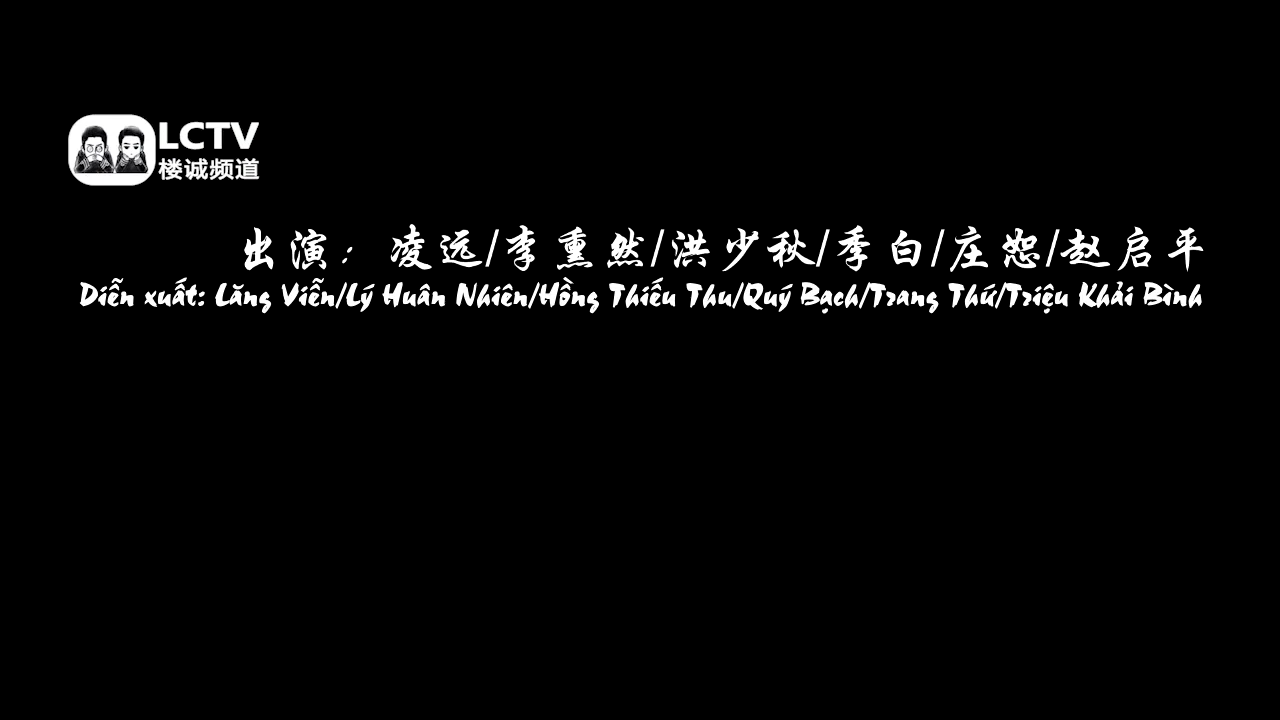 LCTV
楼诚频道
出演：凌远/李熏然/洪少秋/季白/庄恕/赵启平
Diễn xuất: Lăng Viễn/Lý Huân Nhiên/Hồng Thiếu Thu/Quý Bạch/Trang Thứ/Triệu Khải Bình